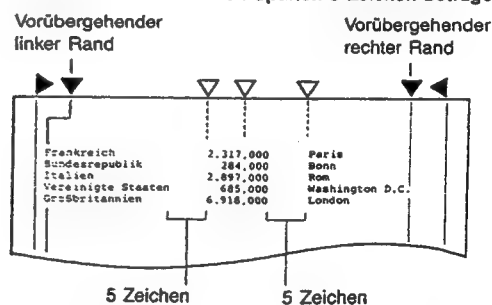 Vorübergehender linker Rand
Vorübergehender rechter Rand
Frankreich 2.317,000 Paris
Bundesrepublik 284,000 Bonn
Italien 2.897,000 Rom
Vereinigte Staaten 685,000 Washington D.C.
Großbritannien 6.918,000 London
5 Zeichen 5 Zeichen